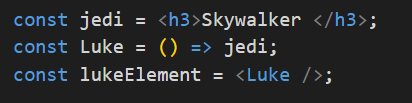 const jedi = <h3>Skywalker </h3>;
const Luke = () => jedi;
const lukeElement = <Luke />;